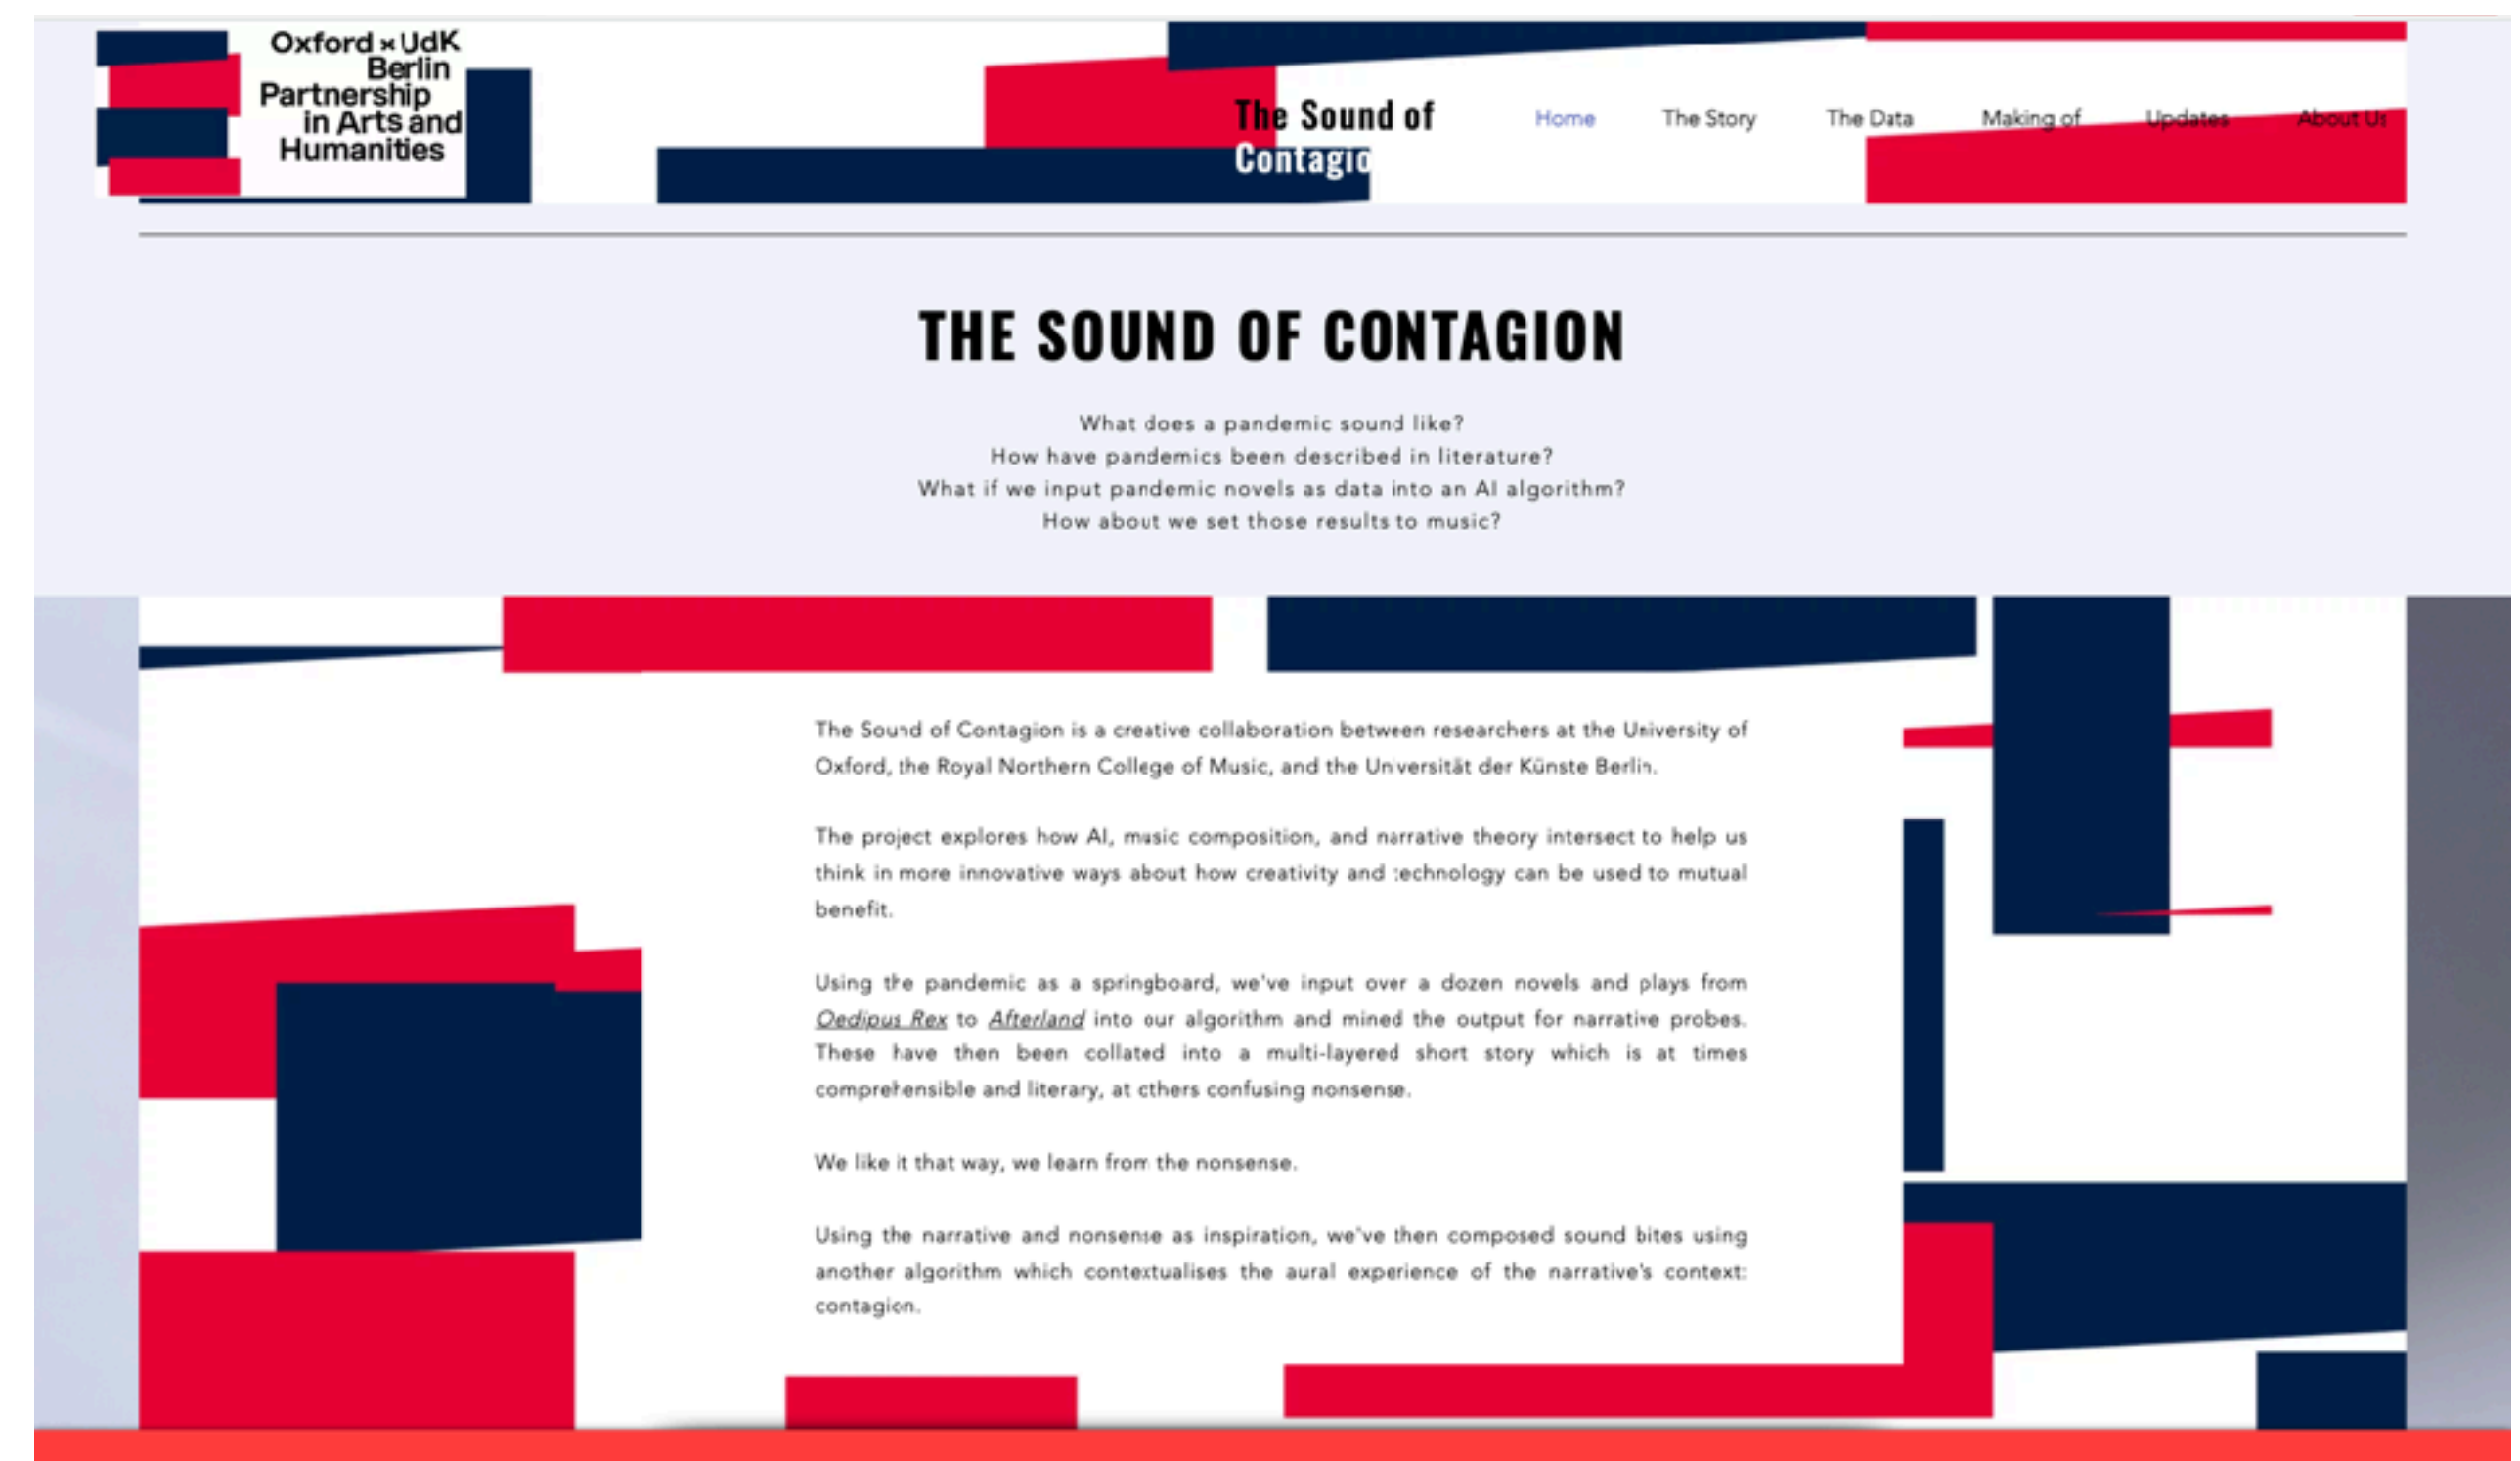 Oxford × UdK
Berlin
Partnership
in Arts and
Humanities
The Sound of
Contagio
Home
The Story
The Data
Making of
Updates
About Us
THE SOUND OF CONTAGION
What does a pandemic sound like?
How have pandemics been described in literature?
What if we input pandemic novels as data into an AI algorithm?
How about we set those results to music?
The Sound of Contagion is a creative collaboration between researchers at the University of
Oxford, the Royal Northern College of Music, and the Universität der Künste Berlin.
The project explores how AI, music composition, and narrative theory intersect to help us
think in more innovative ways about how creativity and technology can be used to mutual
benefit.
Using the pandemic as a springboard, we've input over a dozen novels and plays from
Oedipus Rex to Afterland into our algorithm and mined the output for narrative probes.
These have then been collated into a multi-layered short story which is at times
comprehensible and literary, at others confusing nonsense.
We like it that way, we learn from the nonsense.
Using the narrative and nonsense as inspiration, we've then composed sound bites using
another algorithm which contextualises the aural experience of the narrative's context:
contagion.